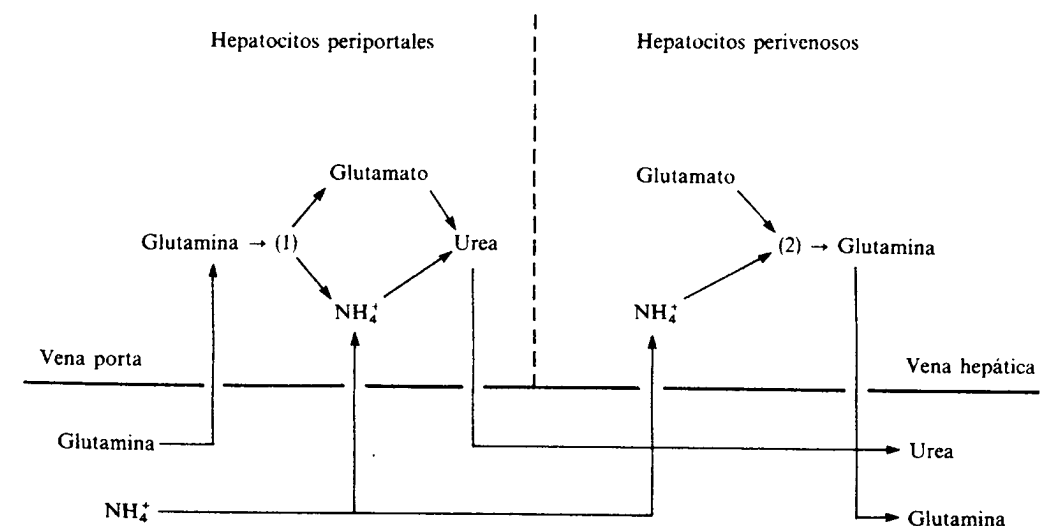 Hepatocitos periportales
Hepatocitos perivenosos
Glutamato
Glutamato
Glutamina → (1)
Urea
(2) → Glutamina
NH₄⁺
NH₄⁺
Vena porta
Vena hepática
Glutamina
Urea
NH₄⁺
Glutamina